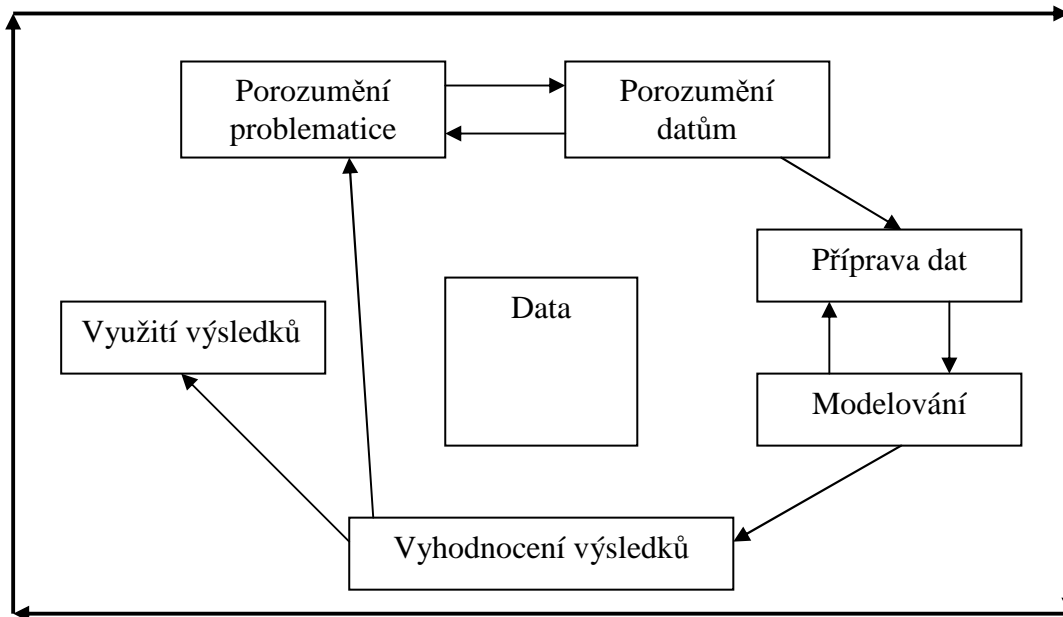 Porozumění
problematice
Porozumění
datům
Příprava dat
Data
Využití výsledků
Modelování
Vyhodnocení výsledků